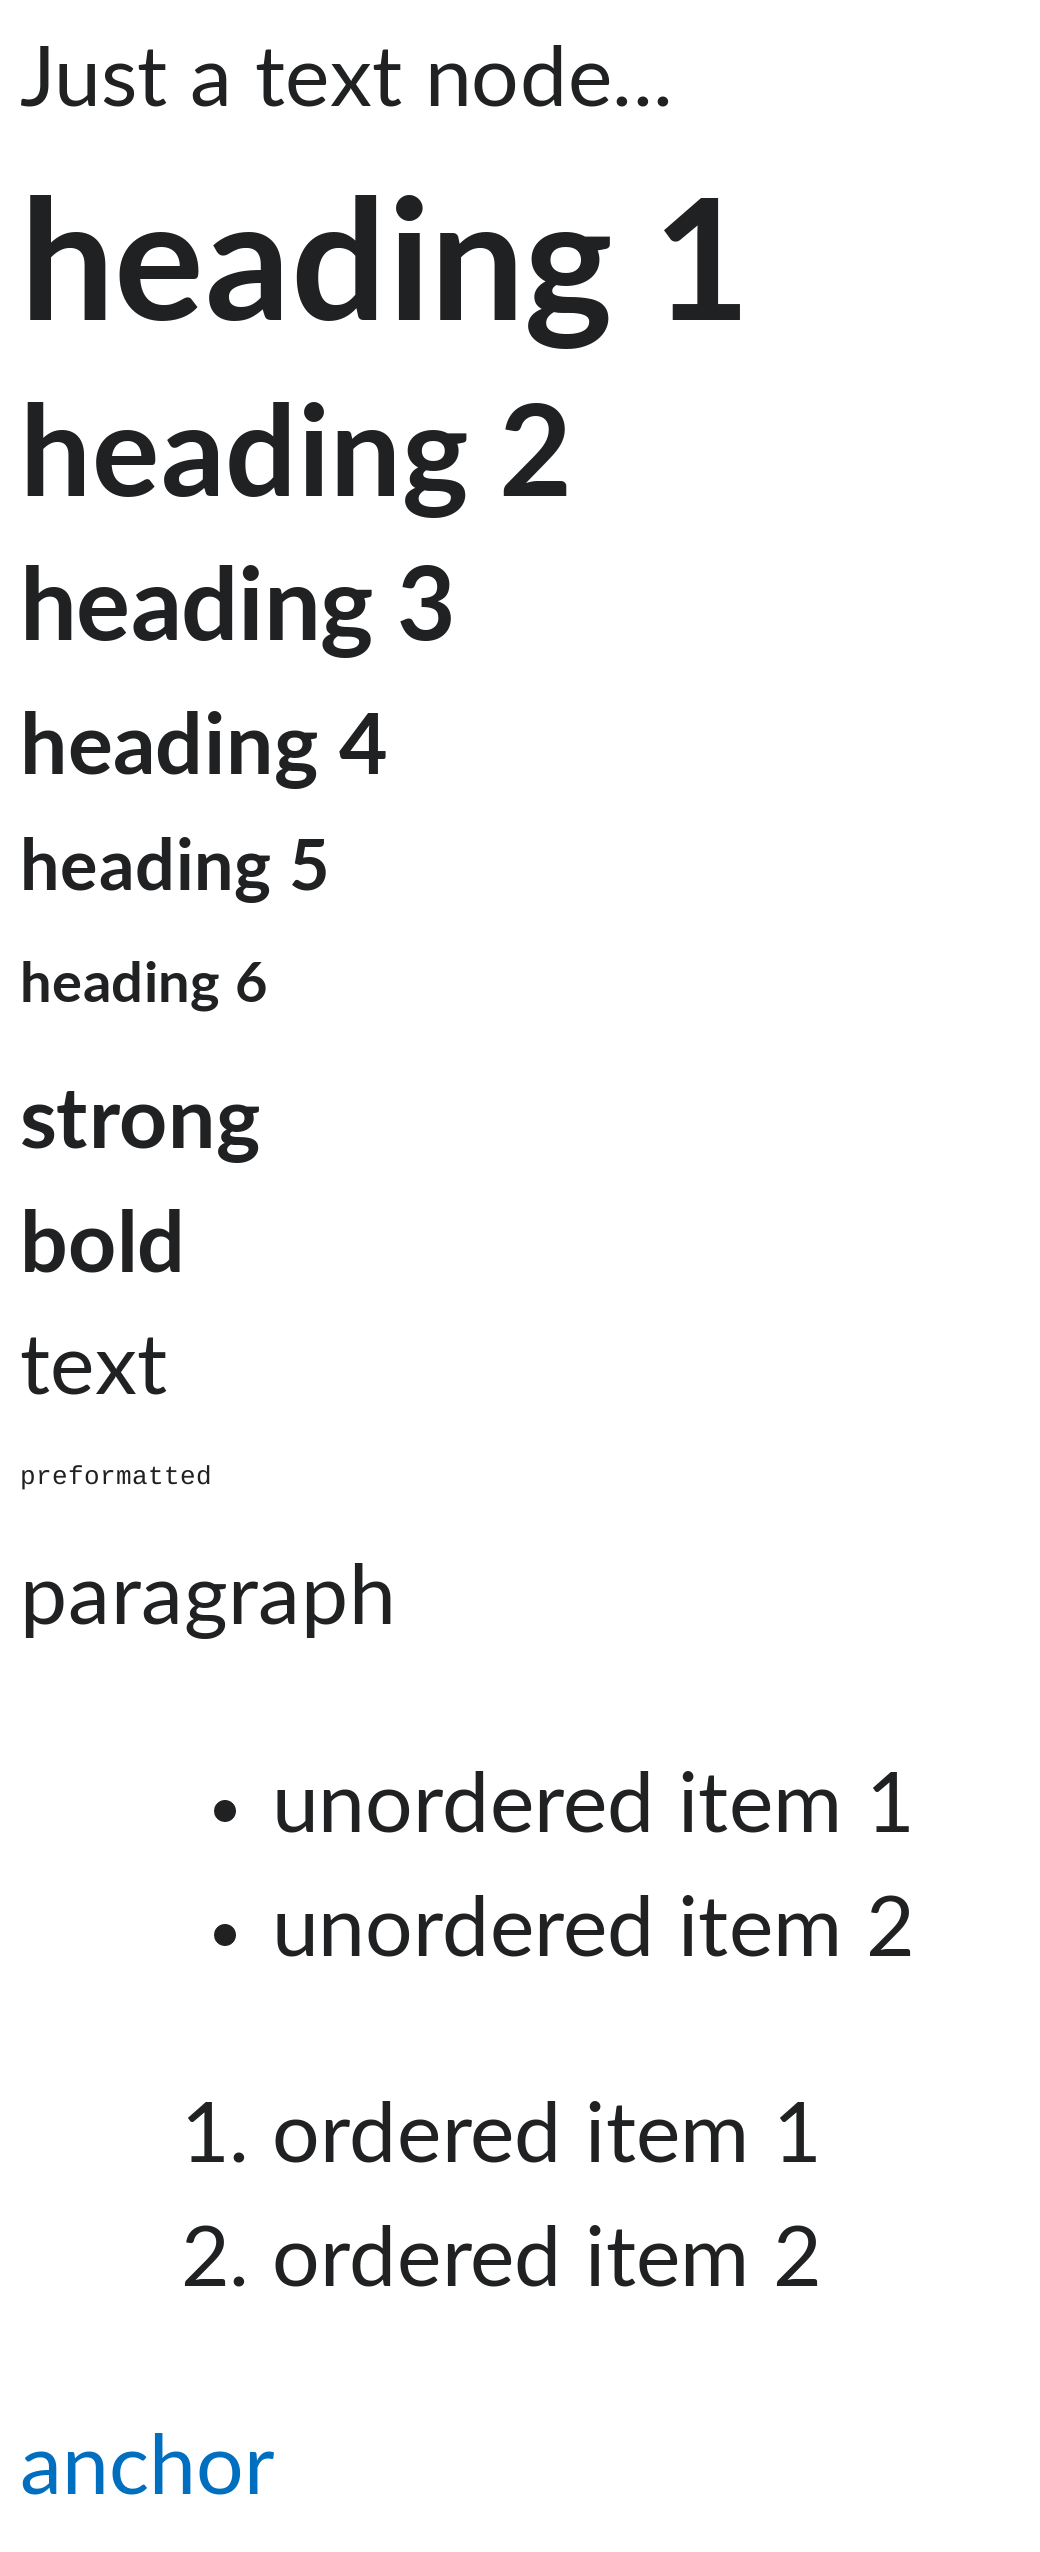 Just a text node...
heading 1
heading 2
heading 3
heading 4
heading 5
heading 6
strong
bold
text
preformatted
paragraph
• unordered item 1
• unordered item 2
1. ordered item 1
2. ordered item 2
anchor